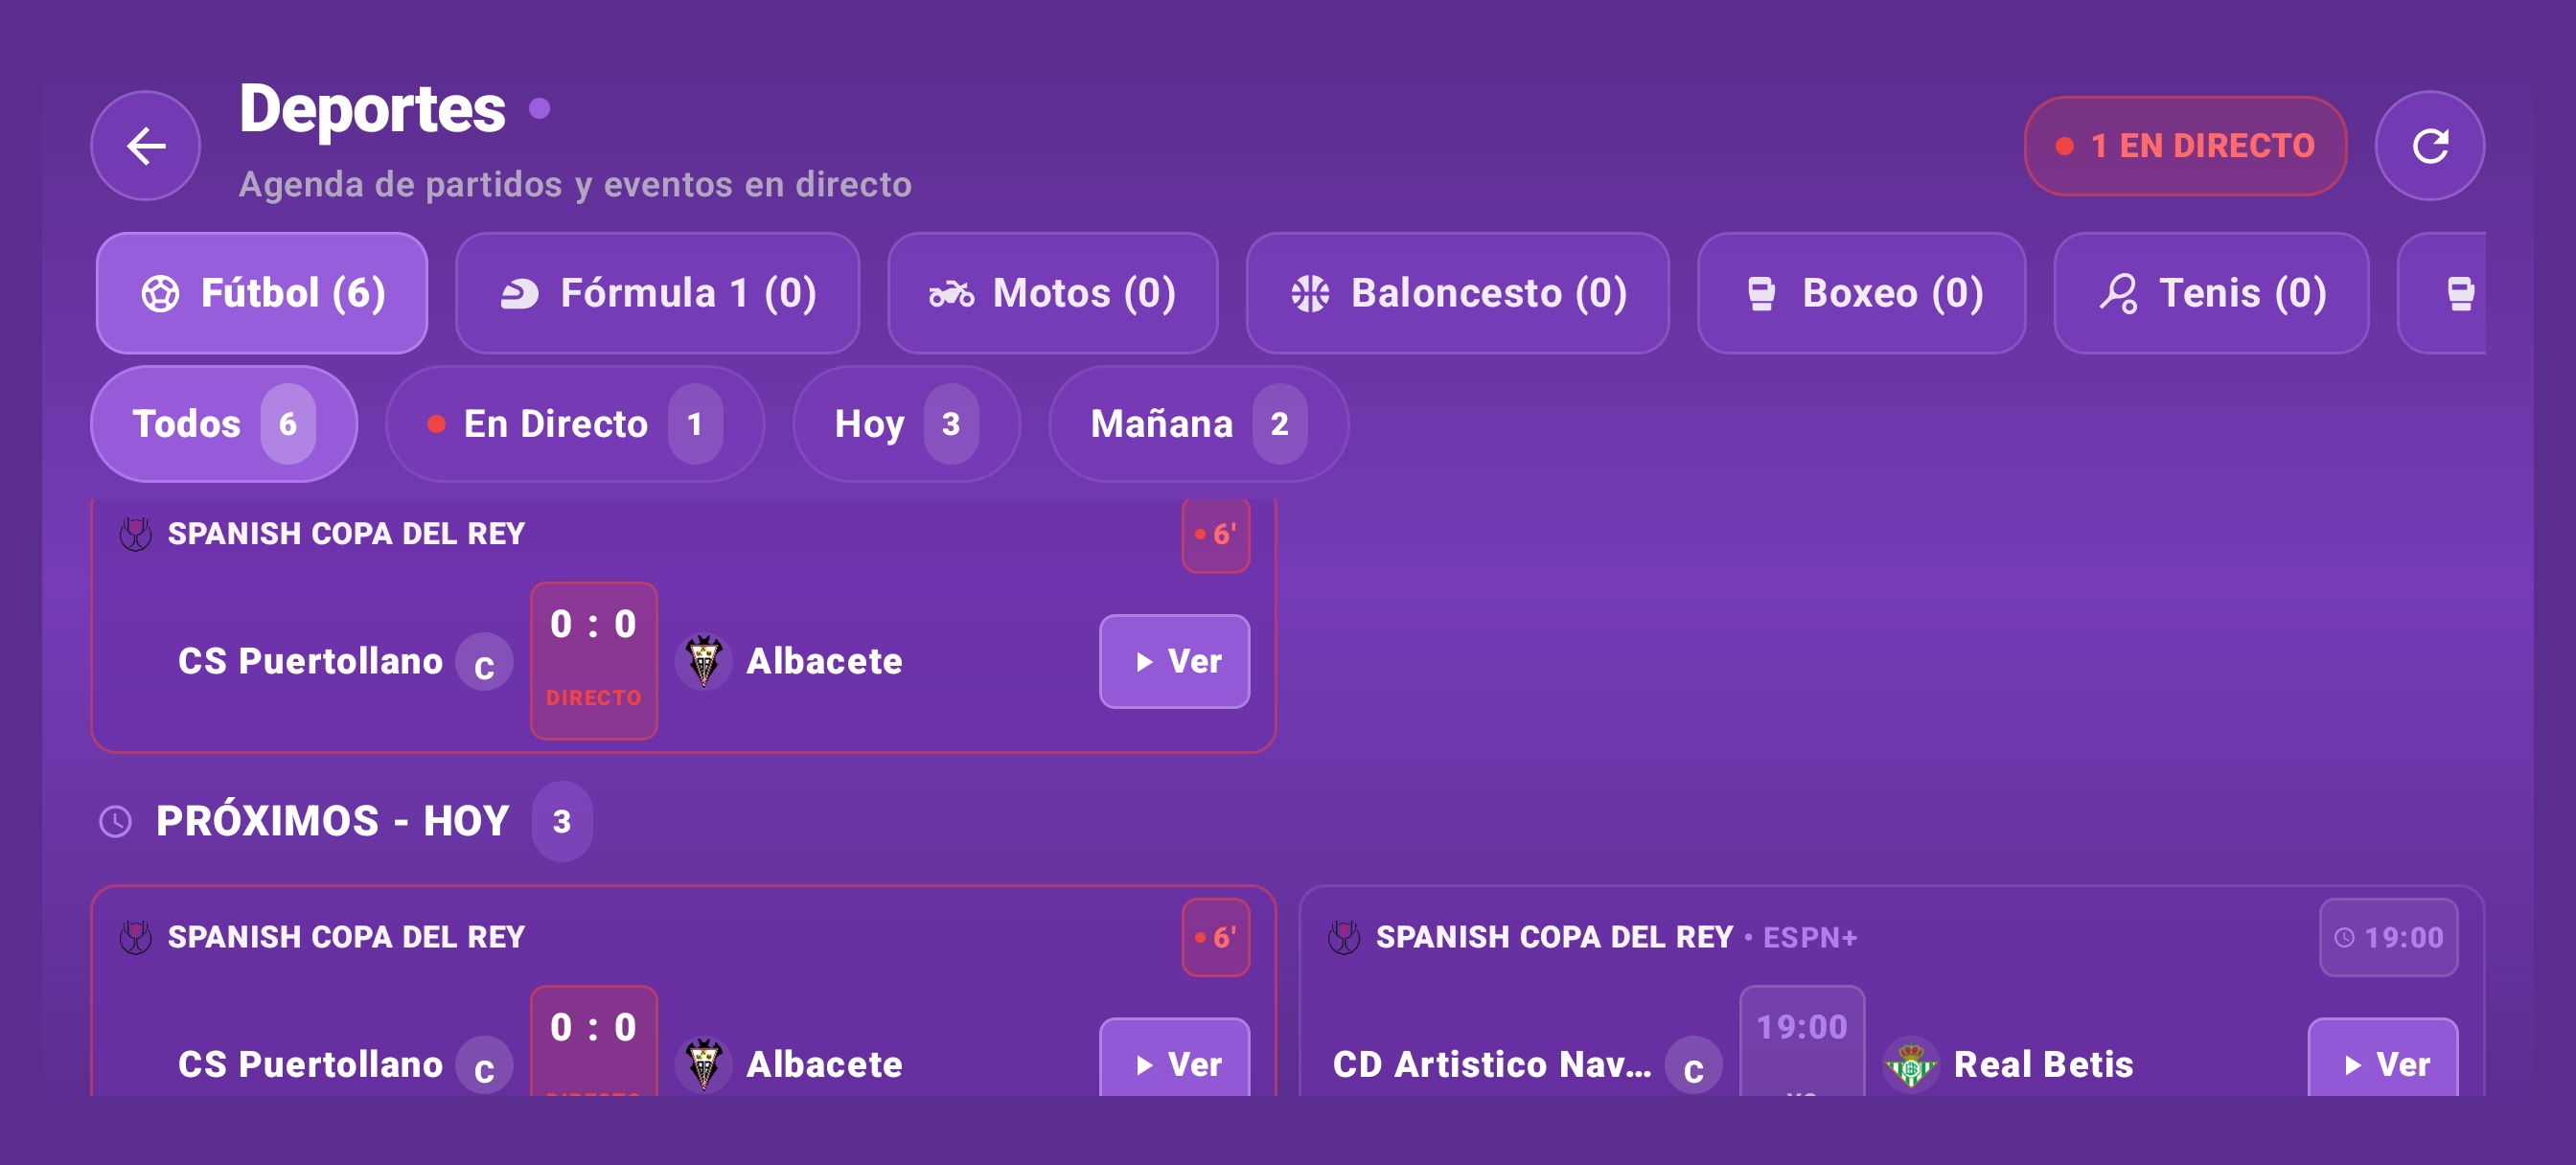 Deportes
Agenda de partidos y eventos en directo
1 EN DIRECTO
Fútbol (6)
Fórmula 1 (0)
Motos (0)
Baloncesto (0)
Boxeo (0)
Tenis (0)
Todos 6
En Directo 1
Hoy 3
Mañana 2
SPANISH COPA DEL REY
6'
CS Puertollano
C
0 : 0
DIRECTO
Albacete
Ver
PRÓXIMOS - HOY 3
SPANISH COPA DEL REY
6'
CS Puertollano
C
0 : 0
DIRECTO
Albacete
Ver
SPANISH COPA DEL REY • ESPN+
19:00
CD Artistico Nav...
C
19:00
Real Betis
Ver